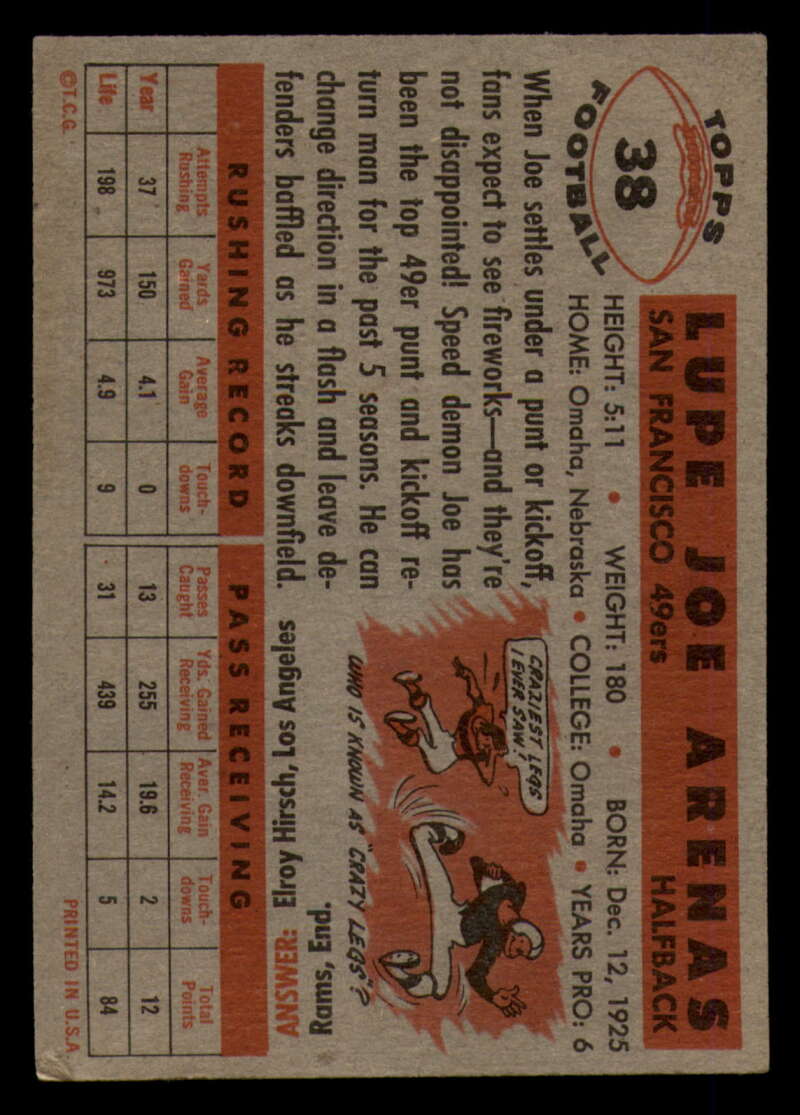 TOPPS
38
FOOTBALL
LUPE JOE ARENAS
SAN FRANCISCO 49ers HALFBACK
HEIGHT: 5:11 • WEIGHT: 180 • BORN: Dec. 12, 1925
HOME: Omaha, Nebraska • COLLEGE: Omaha • YEARS PRO: 6
When Joe settles under a punt or kickoff,
fans expect to see fireworks—and they're
not disappointed! Speed demon Joe has
been the top 49er punt and kickoff re-
turn man for the past 5 seasons. He can
change direction in a flash and leave de-
fenders baffled as he streaks downfield.
CRAZIEST LEGS
I EVER SAW!
WHO IS KNOWN AS "CRAZY LEGS"?
ANSWER: Elroy Hirsch, Los Angeles
Rams, End.
RUSHING RECORD PASS RECEIVING
Attempts Rushing Yards Gained Average Gain Touch-downs Passes Caught Yds. Gained Receiving Aver. Gain Receiving Touch-downs Total Points
Year 37 150 4.1 0 13 255 19.6 2 12
Life 198 973 4.9 9 31 439 14.2 5 84
©T.C.G. PRINTED IN U.S.A.